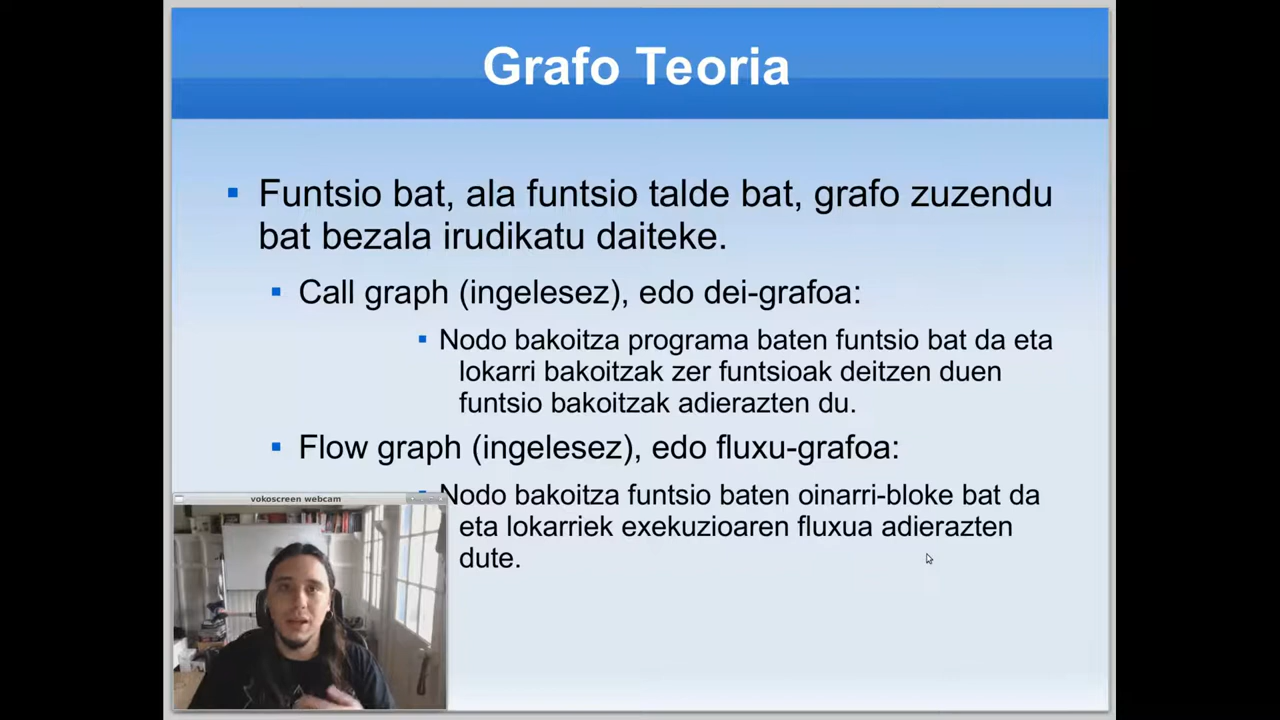 Grafo Teoria
Funtsio bat, ala funtsio talde bat, grafo zuzendu
bat bezala irudikatu daiteke.
Call graph (ingelesez), edo dei-grafoa:
Nodo bakoitza programa baten funtsio bat da eta
lokarri bakoitzak zer funtsioak deitzen duen
funtsio bakoitzak adierazten du.
Flow graph (ingelesez), edo fluxu-grafoa:
Nodo bakoitza funtsio baten oinarri-bloke bat da
eta lokarriek exekuzioaren fluxua adierazten
dute.
vokoscreen webcam